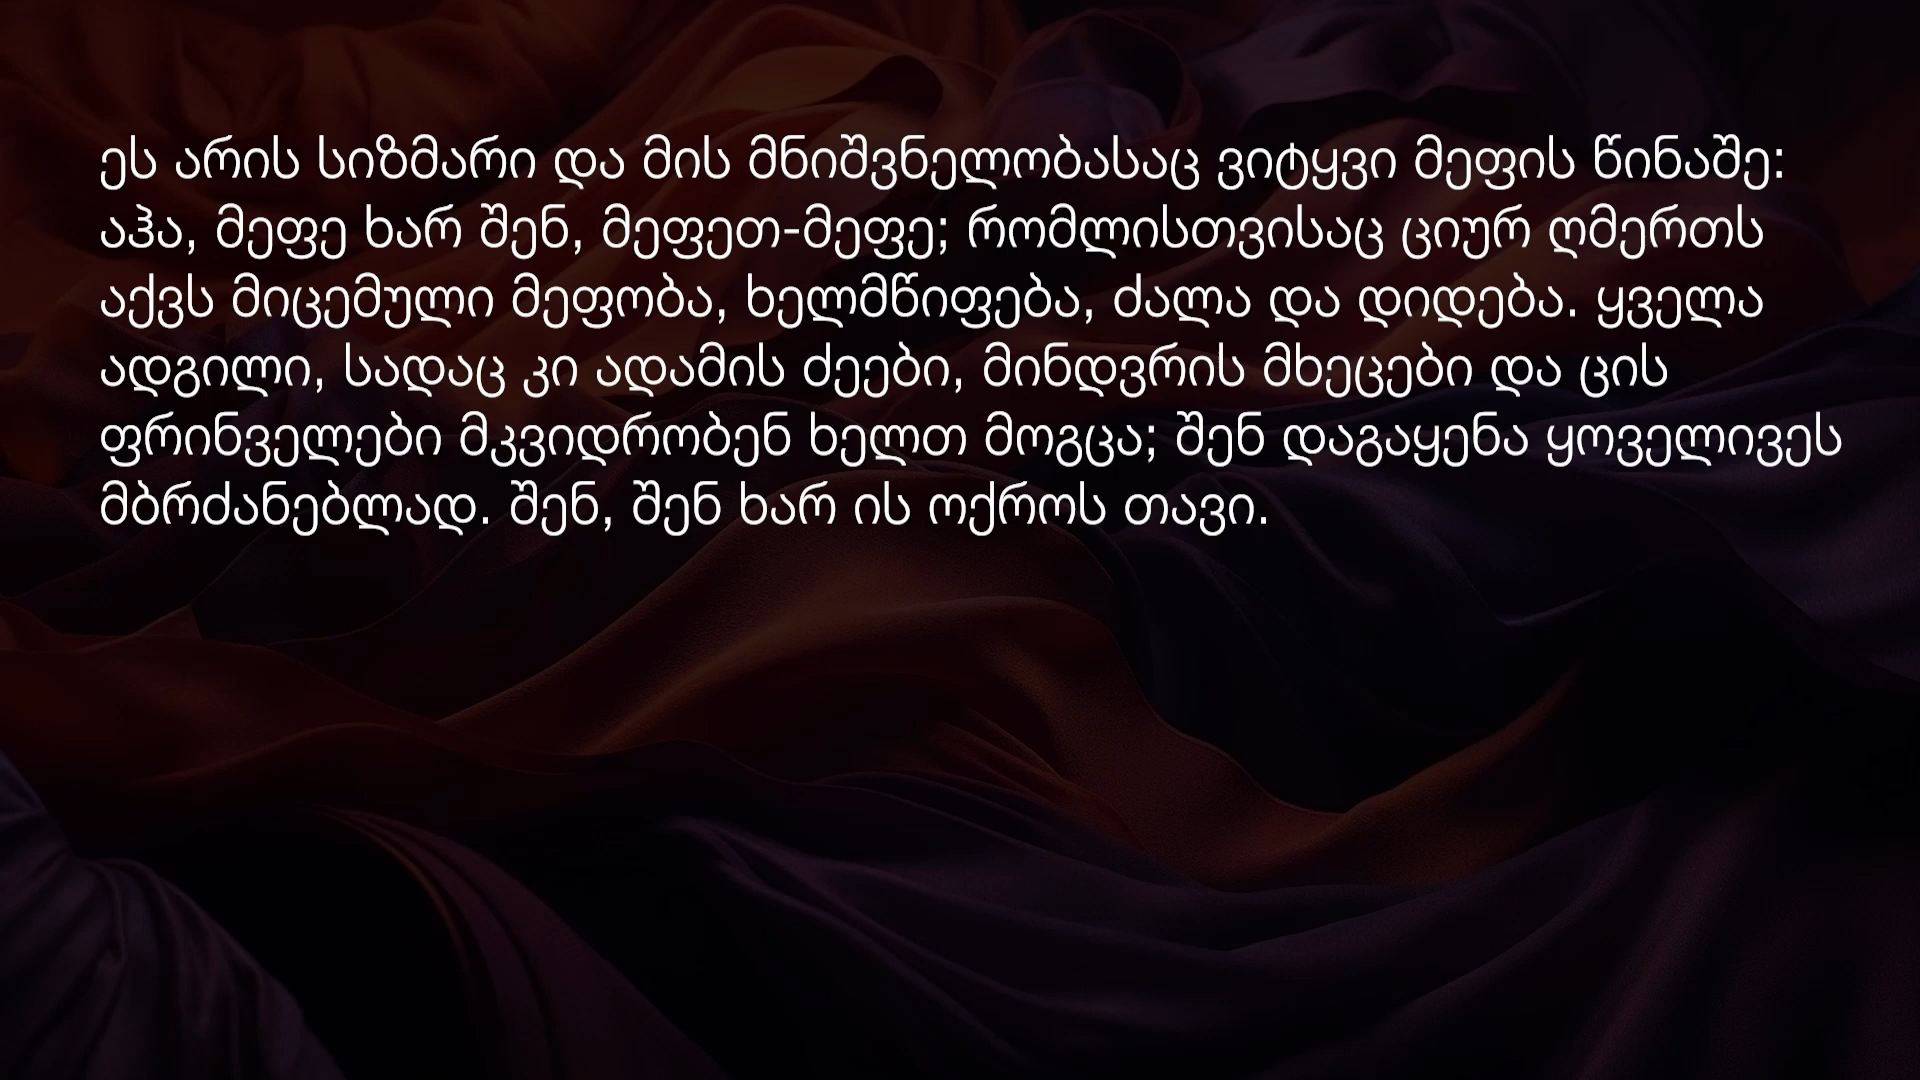 ეს არის სიზმარი და მის მნიშვნელობასაც ვიტყვი მეფის წინაშე:
აჰა, მეფე ხარ შენ, მეფეთ-მეფე; რომლისთვისაც ციურ ღმერთს
აქვს მიცემული მეფობა, ხელმწიფება, ძალა და დიდება. ყველა
ადგილი, სადაც კი ადამის ძეები, მინდვრის მხეცები და ცის
ფრინველები მკვიდრობენ ხელთ მოგცა; შენ დაგაყენა ყოველივეს
მბრძანებლად. შენ, შენ ხარ ის ოქროს თავი.